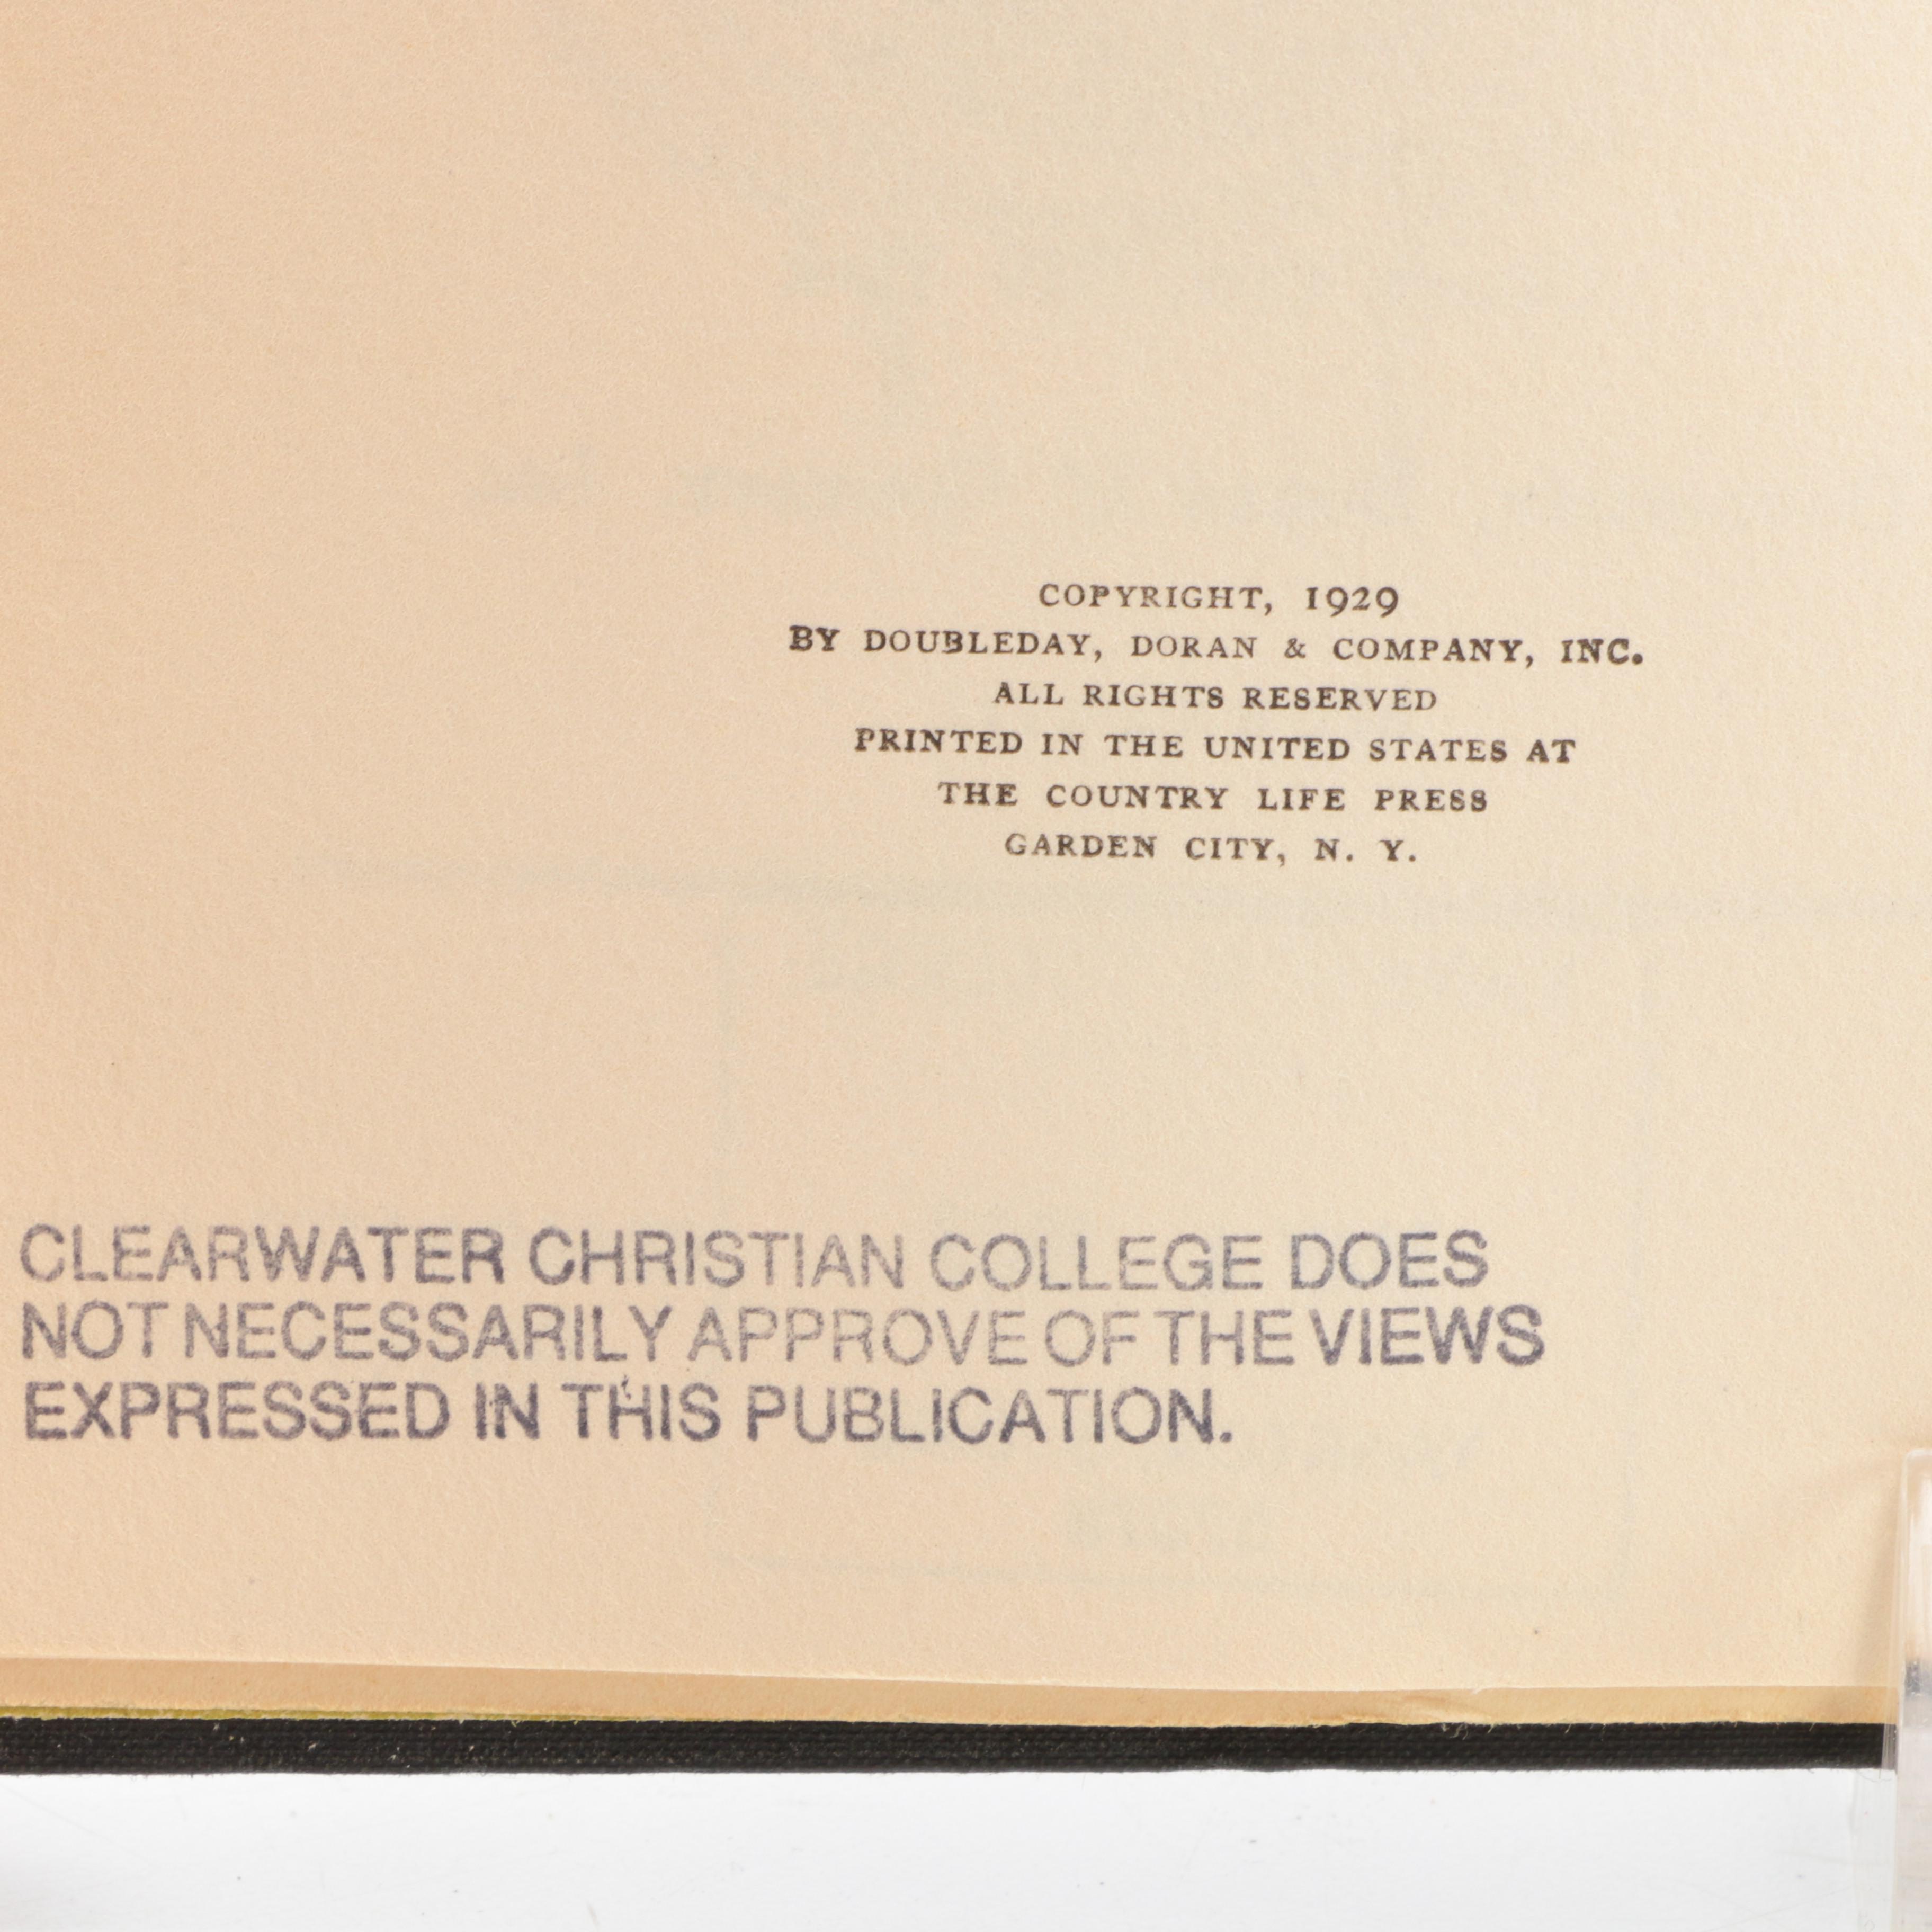 COPYRIGHT, 1929
BY DOUBLEDAY, DORAN & COMPANY, INC.
ALL RIGHTS RESERVED
PRINTED IN THE UNITED STATES AT
THE COUNTRY LIFE PRESS
GARDEN CITY, N. Y.
CLEARWATER CHRISTIAN COLLEGE DOES
NOT NECESSARILY APPROVE OF THE VIEWS
EXPRESSED IN THIS PUBLICATION.